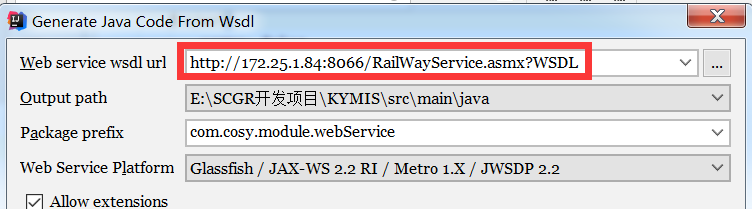 Generate Java Code From Wsdl
Web service wsdl url http://172.25.1.84:8066/RailWayService.asmx?WSDL ...
Output path E:\SCGR开发项目\KYMIS\src\main\java
Package prefix com.cosy.module.webService
Web Service Platform Glassfish / JAX-WS 2.2 RI / Metro 1.X / JWSDP 2.2
Allow extensions